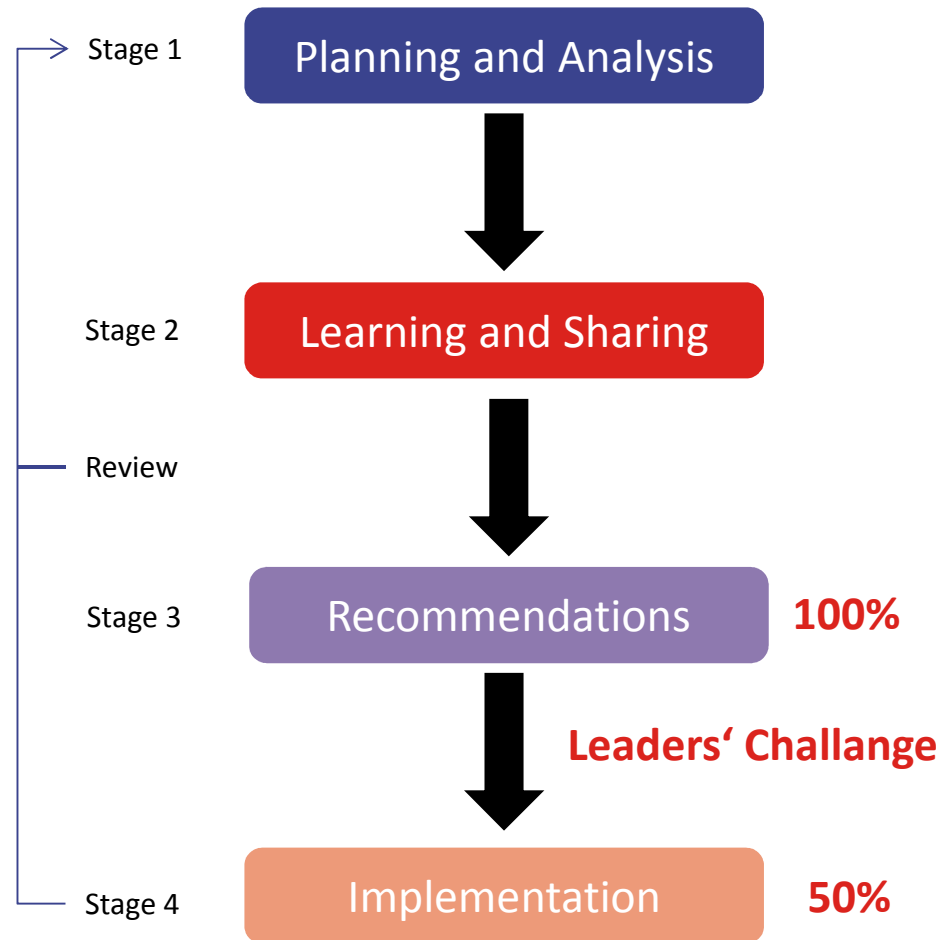 Stage 1
Planning and Analysis
Stage 2
Learning and Sharing
Review
Stage 3
Recommendations
100%
Leaders‘ Challange
Stage 4
Implementation
50%